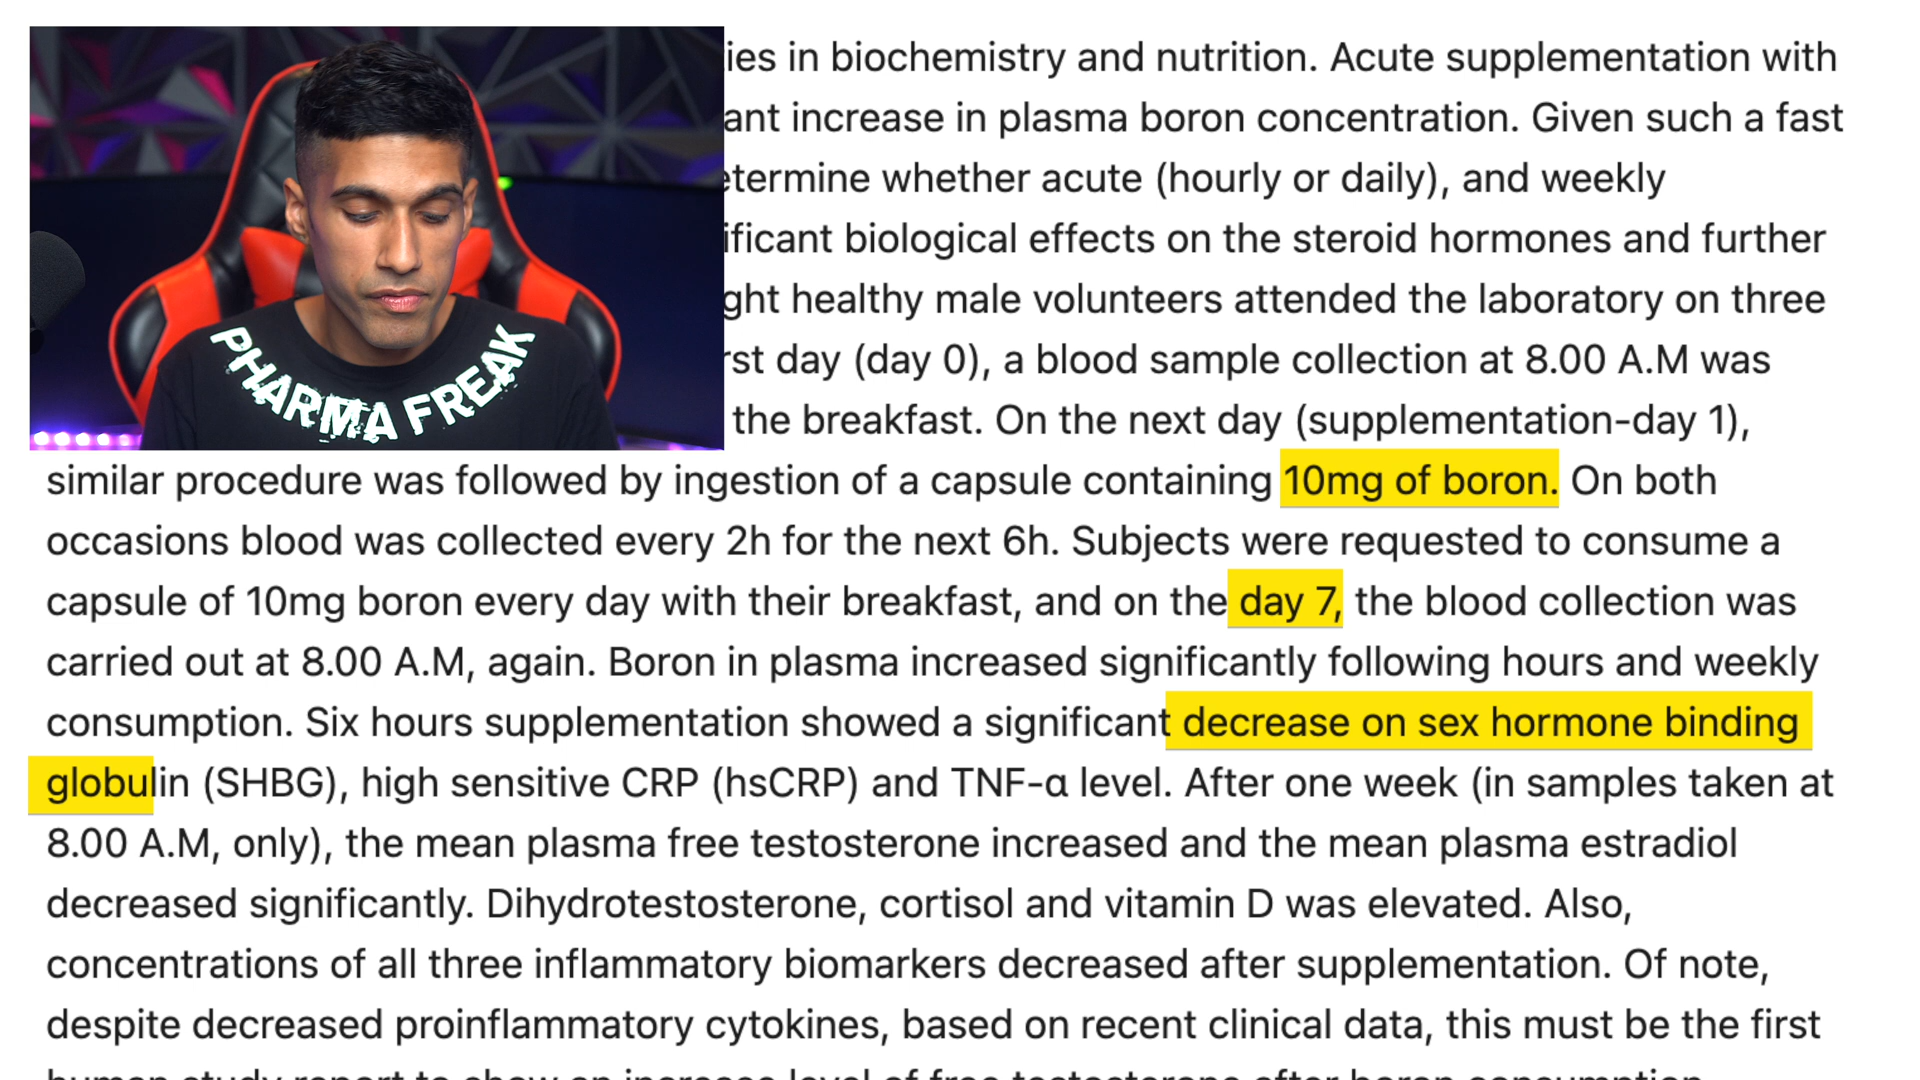 in biochemistry and nutrition. Acute supplementation with
increase in plasma boron concentration. Given such a fast
whether acute (hourly or daily), and weekly
biological effects on the steroid hormones and further
healthy male volunteers attended the laboratory on three
day (day 0), a blood sample collection at 8.00 A.M was
the breakfast. On the next day (supplementation-day 1),
PHARMA FREAK
similar procedure was followed by ingestion of a capsule containing 10mg of boron. On both
occasions blood was collected every 2h for the next 6h. Subjects were requested to consume a
capsule of 10mg boron every day with their breakfast, and on the day 7, the blood collection was
carried out at 8.00 A.M, again. Boron in plasma increased significantly following hours and weekly
consumption. Six hours supplementation showed a significant decrease on sex hormone binding
globulin (SHBG), high sensitive CRP (hsCRP) and TNF-α level. After one week (in samples taken at
8.00 A.M, only), the mean plasma free testosterone increased and the mean plasma estradiol
decreased significantly. Dihydrotestosterone, cortisol and vitamin D was elevated. Also,
concentrations of all three inflammatory biomarkers decreased after supplementation. Of note,
despite decreased proinflammatory cytokines, based on recent clinical data, this must be the first